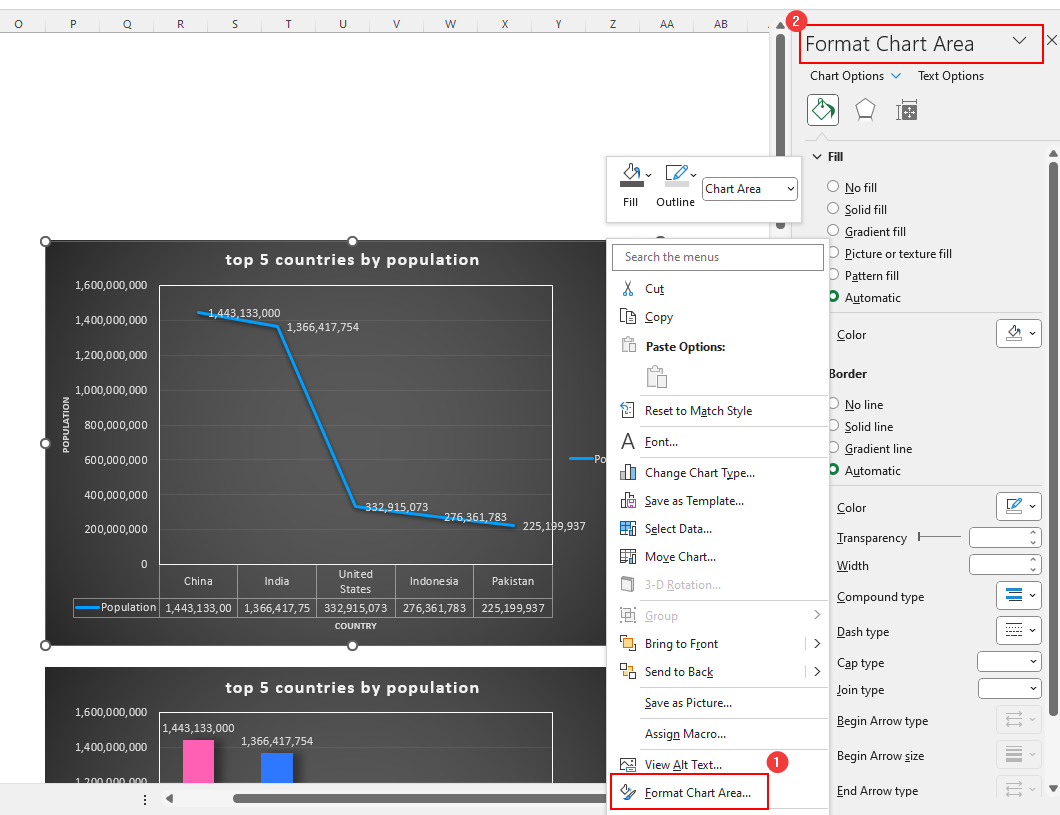 O P Q R S T U V W X Y Z AA AB
2
Format Chart Area
Chart Options Text Options
Fill
No fill
Solid fill
Gradient fill
Picture or texture fill
Pattern fill
Automatic
Color
Border
No line
Solid line
Gradient line
Automatic
Color
Transparency
Width
Compound type
Dash type
Cap type
Join type
Begin Arrow type
Begin Arrow size
End Arrow type
Fill Outline Chart Area
Search the menus
Cut
Copy
Paste Options:
Reset to Match Style
Font...
Change Chart Type...
Save as Template...
Select Data...
Move Chart...
3-D Rotation...
Group
Bring to Front
Send to Back
Save as Picture...
Assign Macro...
View Alt Text...
1
Format Chart Area...
top 5 countries by population
1,600,000,000
1,400,000,000
1,200,000,000
1,000,000,000
800,000,000
600,000,000
400,000,000
200,000,000
0
POPULATION
1,443,133,000
1,366,417,754
332,915,073
276,361,783
225,199,937
Po
China India United States Indonesia Pakistan
Population 1,443,133,00 1,366,417,75 332,915,073 276,361,783 225,199,937
COUNTRY
top 5 countries by population
1,600,000,000
1,400,000,000
1,200,000,000
1,443,133,000
1,366,417,754